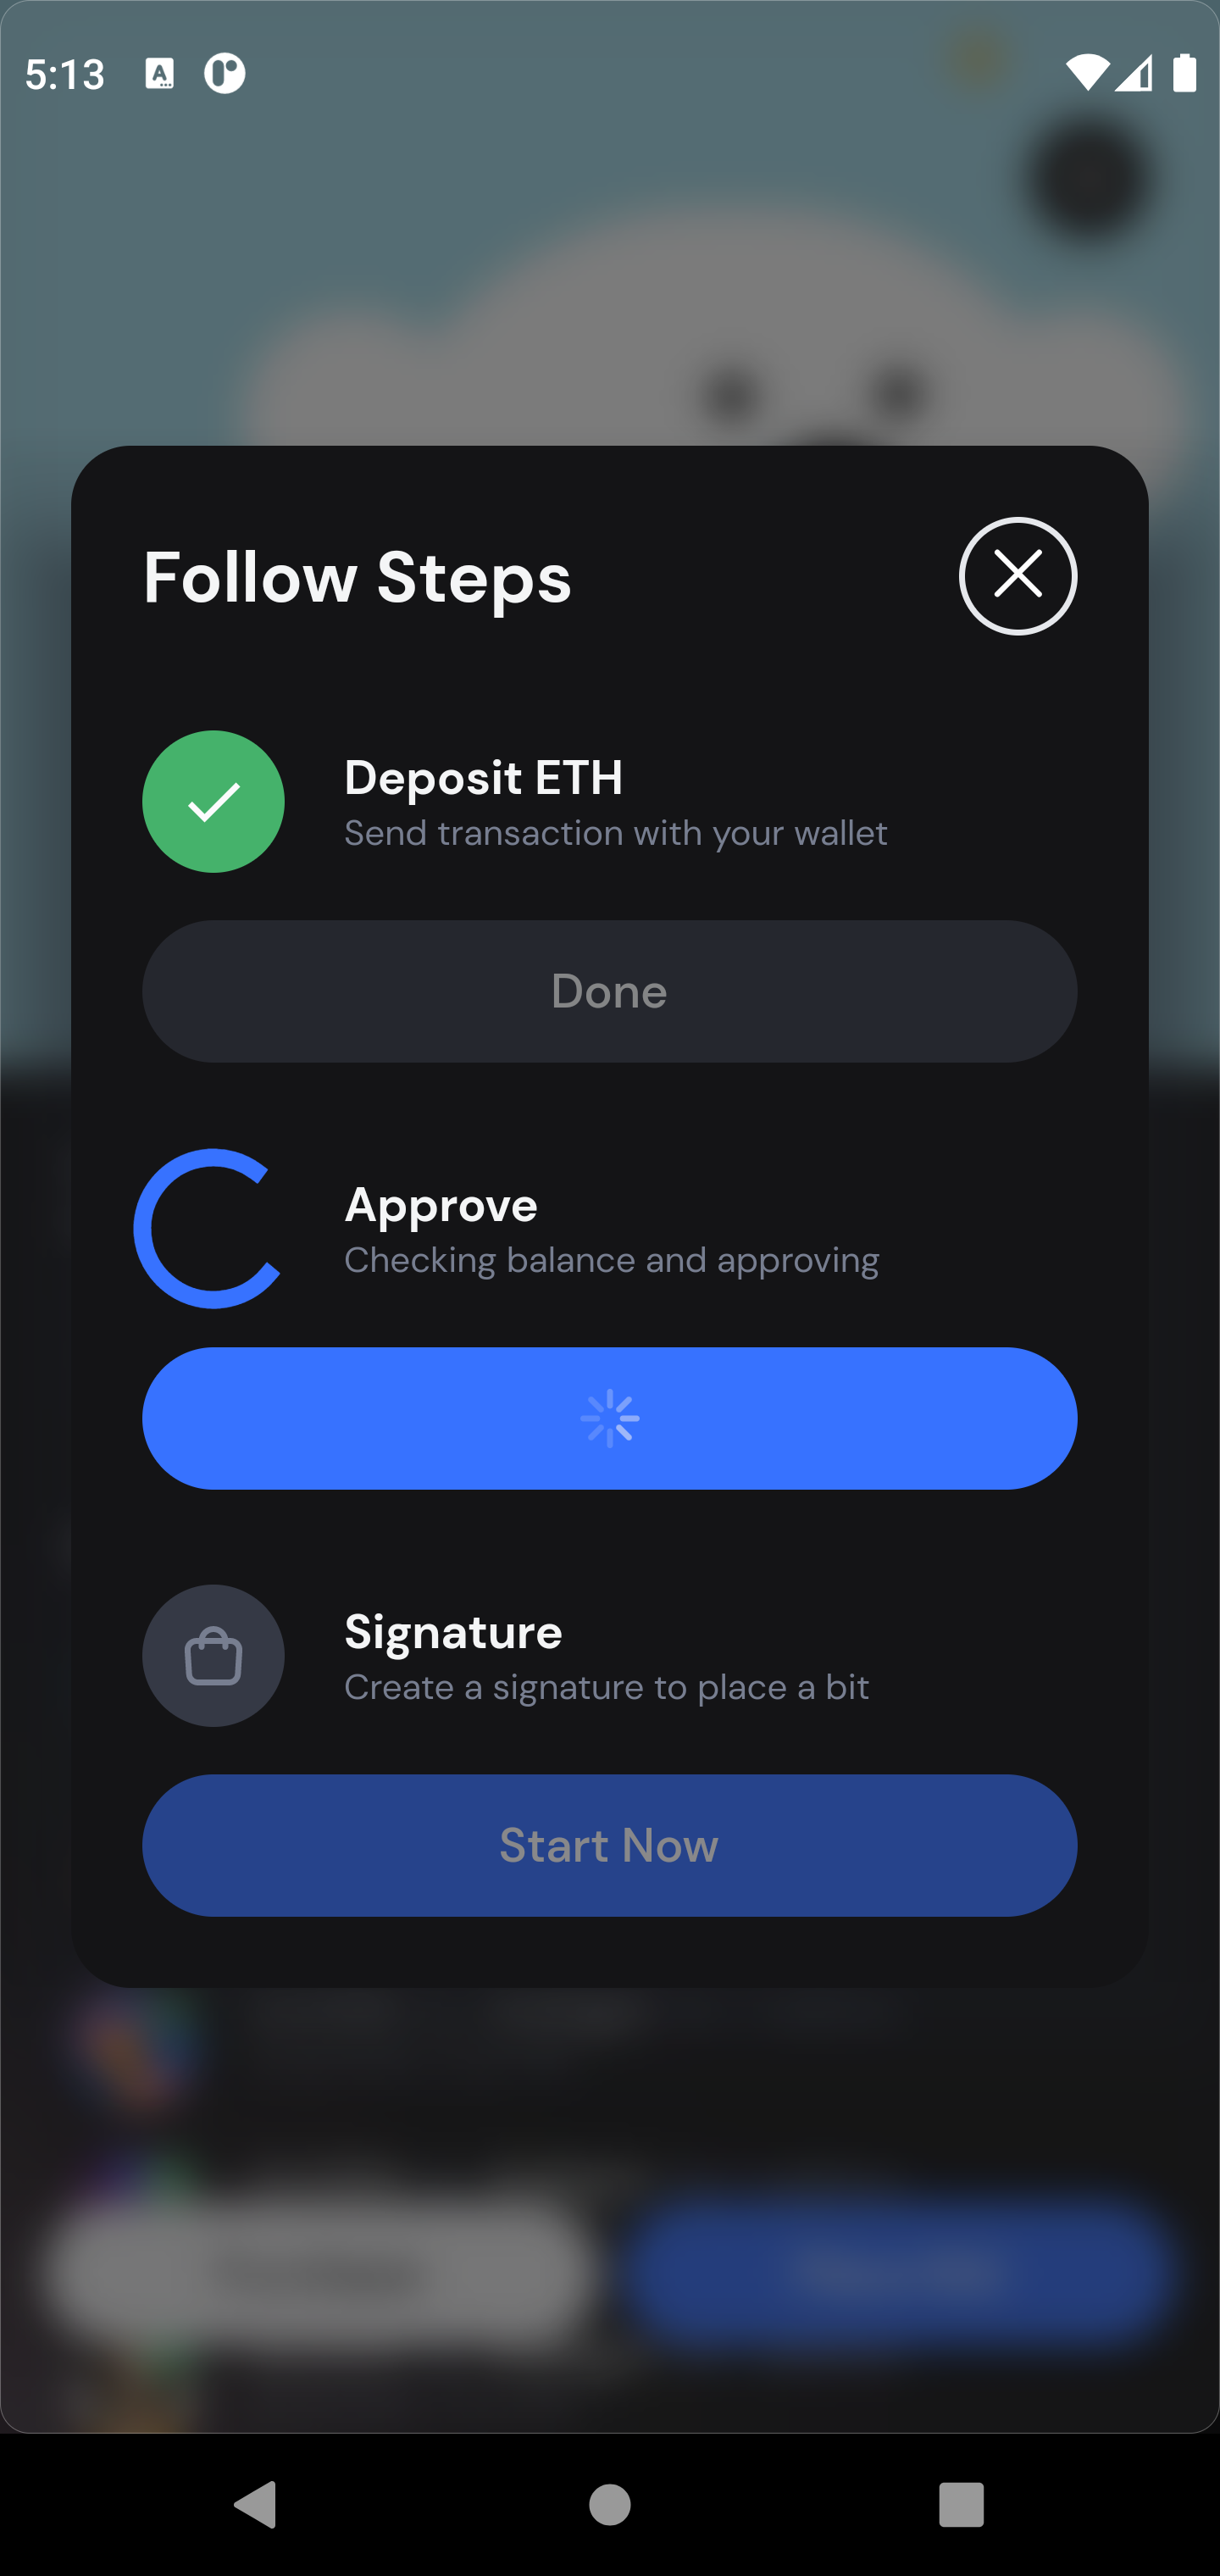 5:13
Follow Steps
Deposit ETH
Send transaction with your wallet
Done
Approve
Checking balance and approving
Signature
Create a signature to place a bit
Start Now